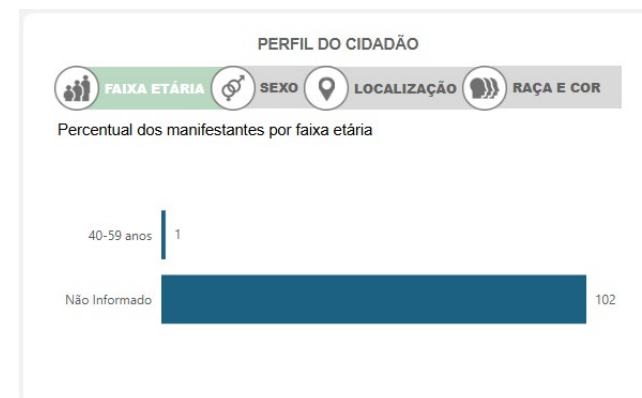 PERFIL DO CIDADÃO
FAIXA ETÁRIA SEXO LOCALIZAÇÃO RAÇA E COR
Percentual dos manifestantes por faixa etária
40-59 anos 1
Não Informado 102